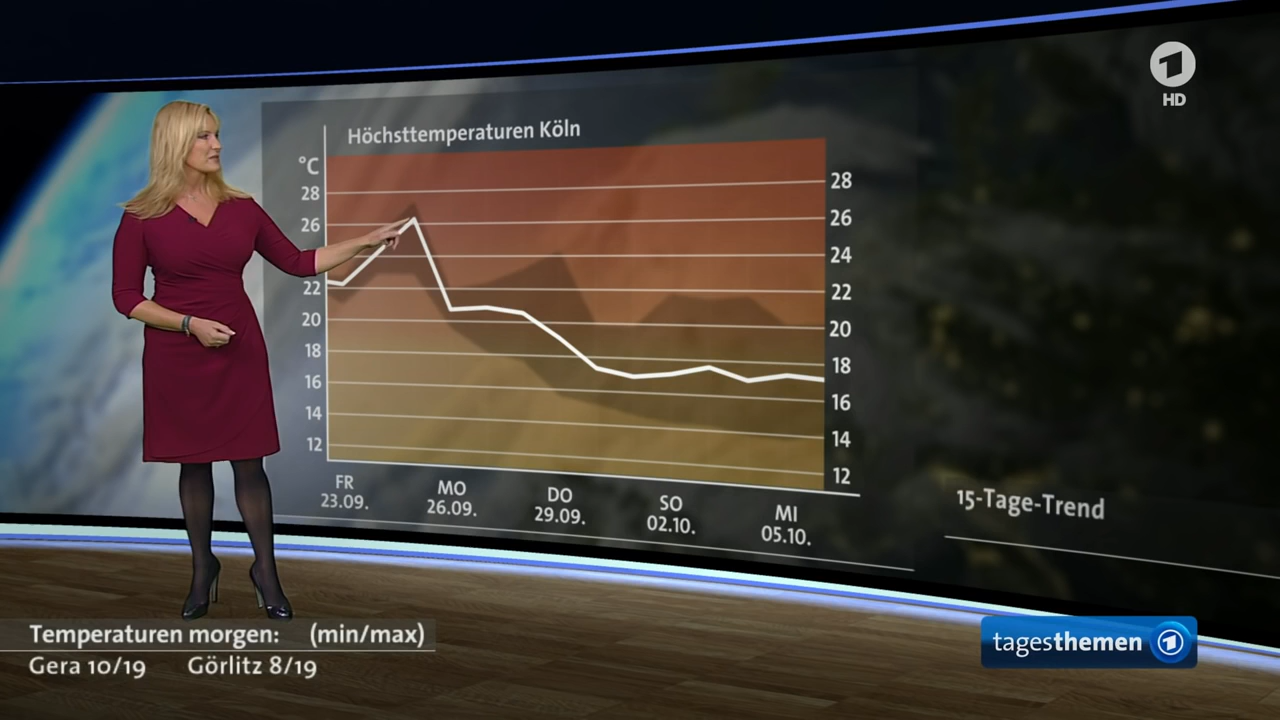 HD
Höchsttemperaturen Köln
°C
28
26
22
20
18
16
14
12
28
26
24
22
20
18
16
14
12
FR
23.09.
MO
26.09.
DO
29.09.
SO
02.10.
MI
05.10.
15-Tage-Trend
Temperaturen morgen: (min/max)
Gera 10/19 Görlitz 8/19
tagesthemen 1